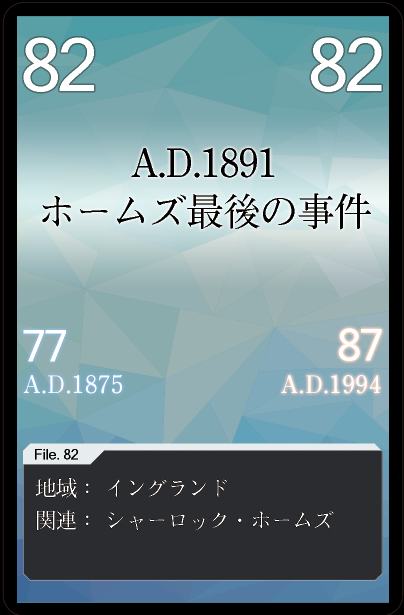 82 82
A.D.1891
ホームズ最後の事件
77 87
A.D.1875 A.D.1994
File. 82
地域： イングランド
関連： シャーロック・ホームズ